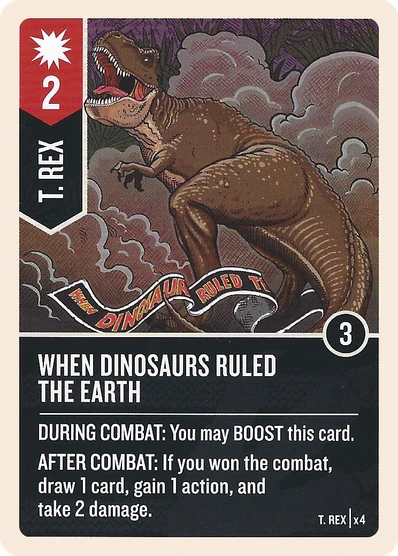 2
T. REX
WHEN DINOSAUR RULED T
3
WHEN DINOSAURS RULED
THE EARTH
DURING COMBAT: You may BOOST this card.
AFTER COMBAT: If you won the combat,
draw 1 card, gain 1 action, and
take 2 damage.
T. REX | x4